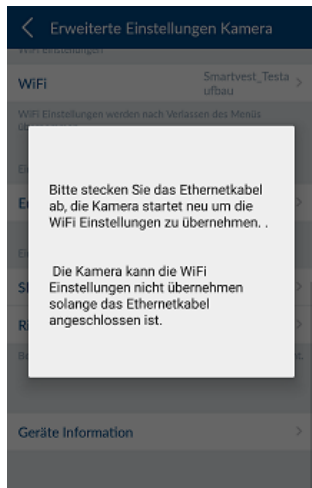 Erweiterte Einstellungen Kamera
WiFi Einstellungen
WiFi
Smartvest_Testa
ufbau
WiFi Einstellungen werden nach Verlassen des Menüs
Bitte stecken Sie das Ethernetkabel
ab, die Kamera startet neu um die
WiFi Einstellungen zu übernehmen. .
Die Kamera kann die WiFi
Einstellungen nicht übernehmen
solange das Ethernetkabel
angeschlossen ist.
Geräte Information